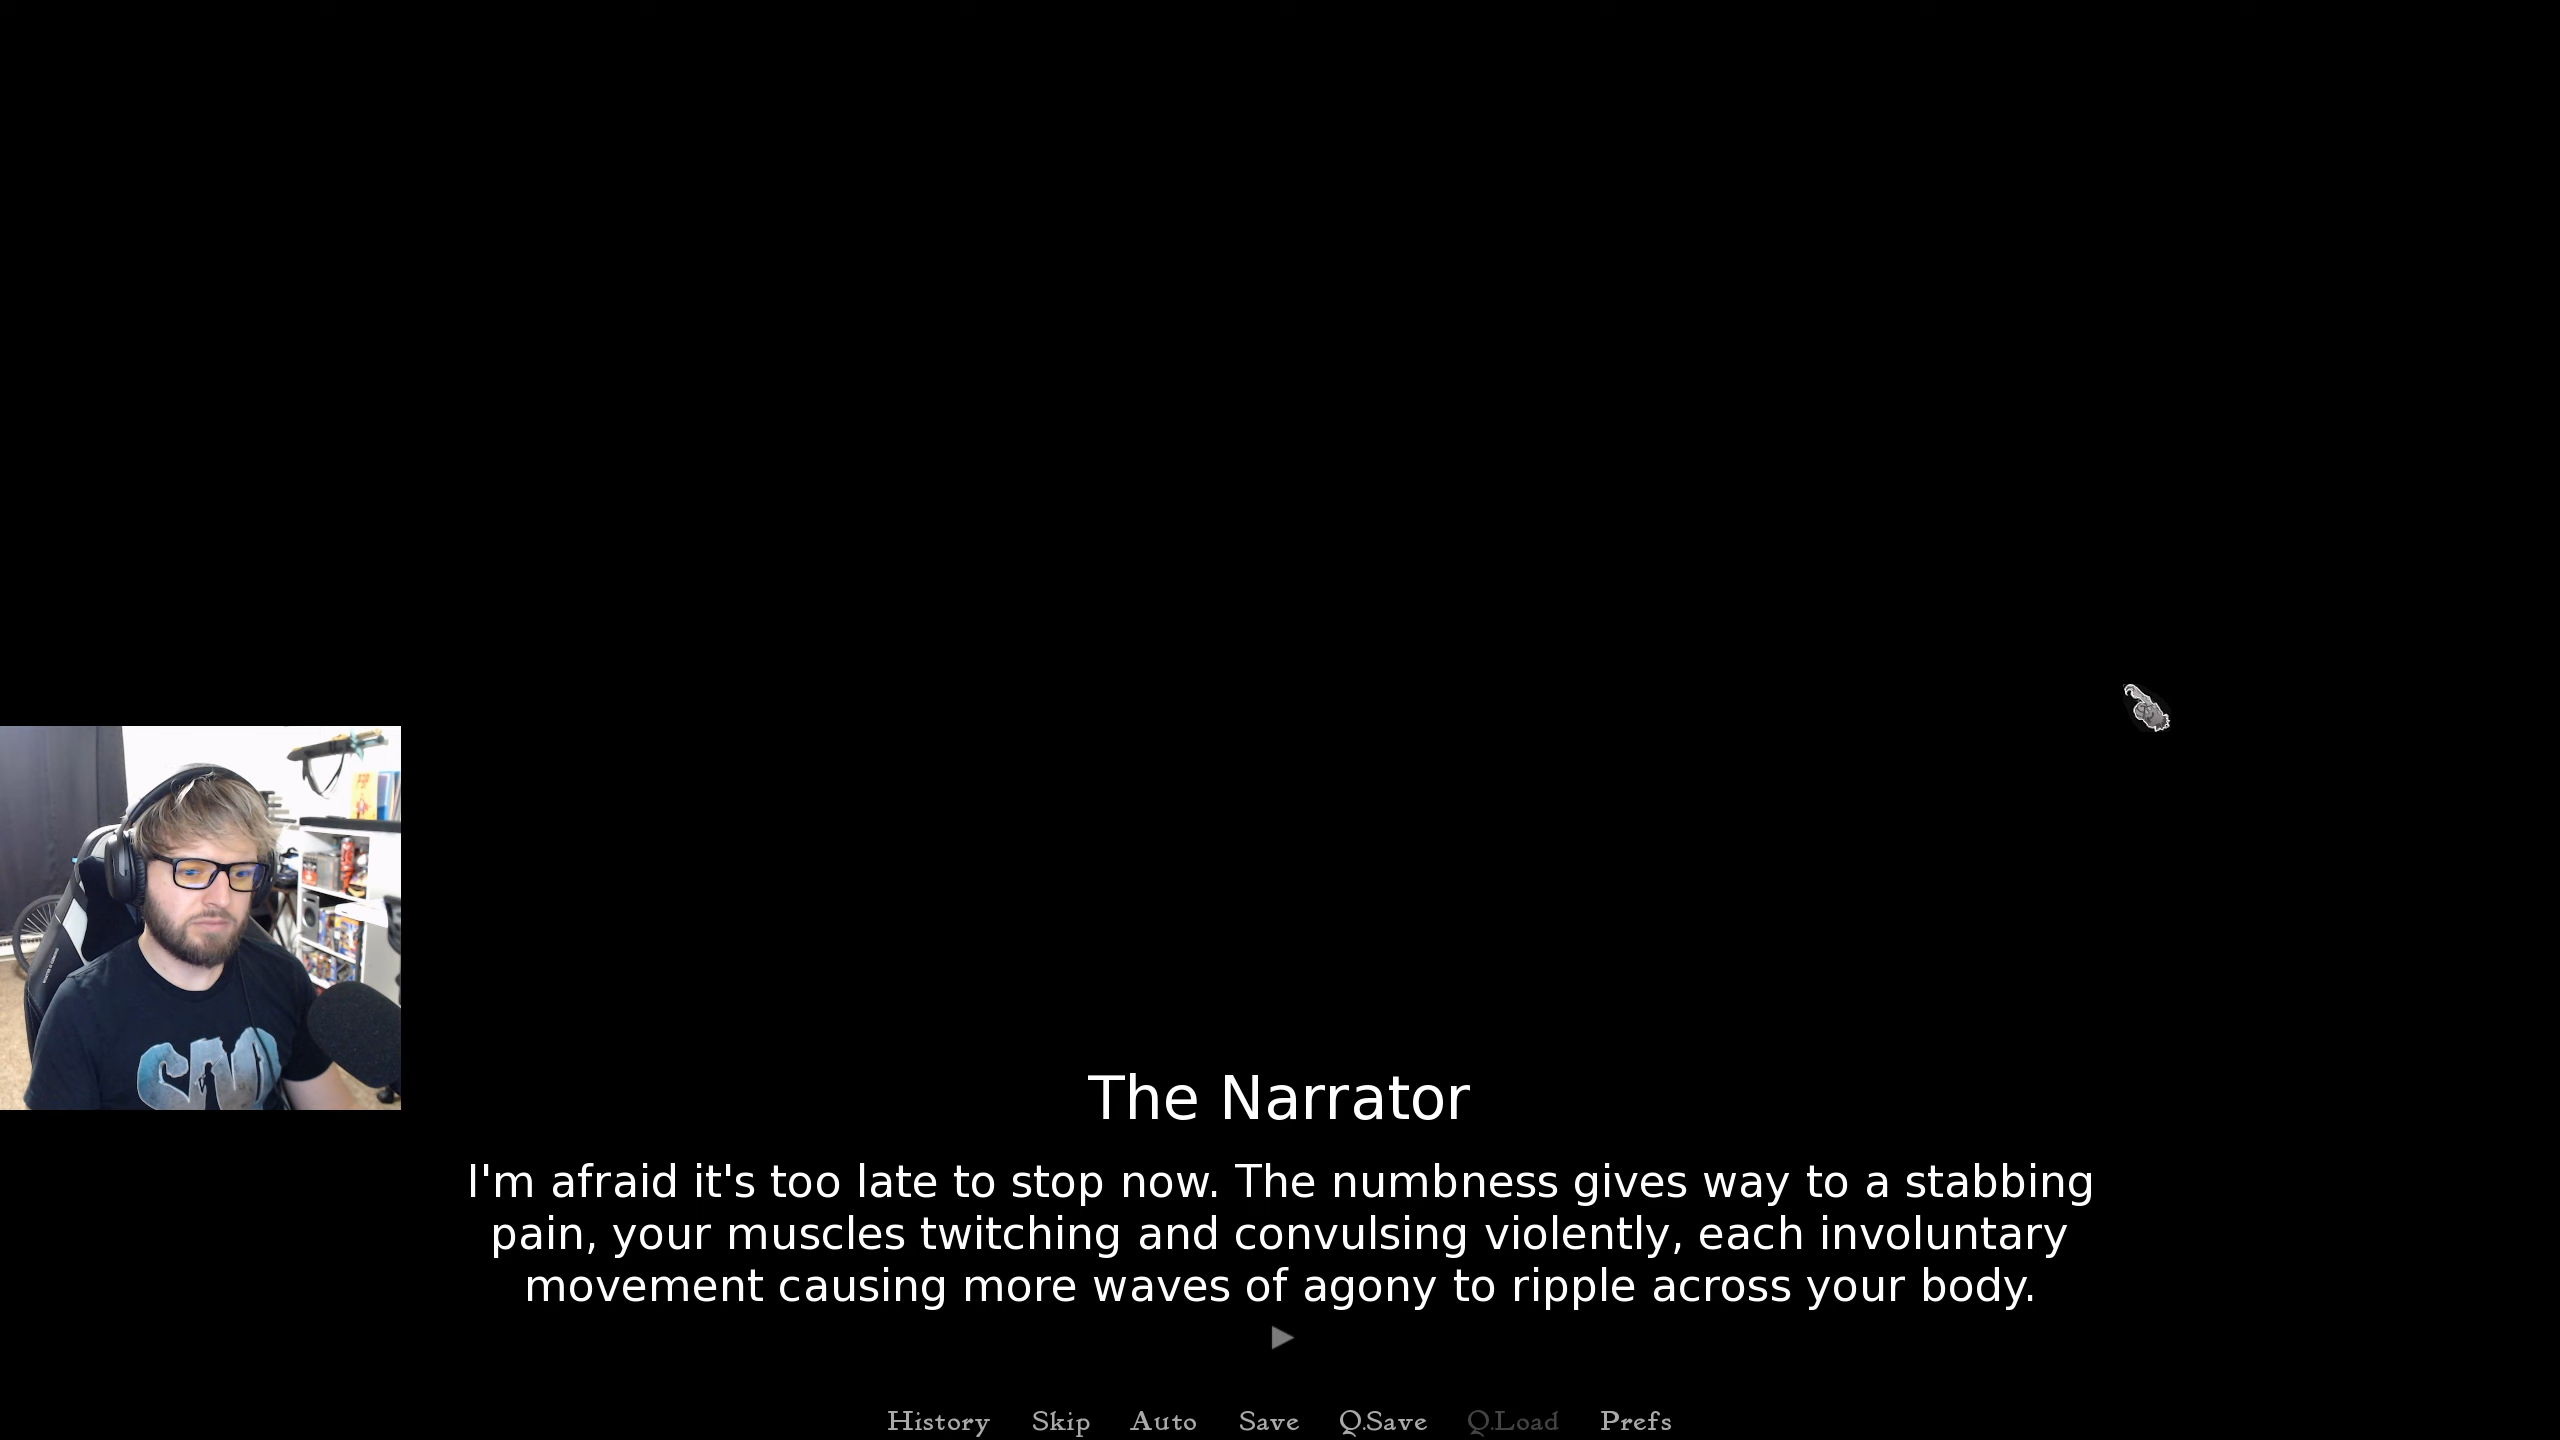 The Narrator
I'm afraid it's too late to stop now. The numbness gives way to a stabbing
pain, your muscles twitching and convulsing violently, each involuntary
movement causing more waves of agony to ripple across your body.
History Skip Auto Save Q.Save Q.Load Prefs